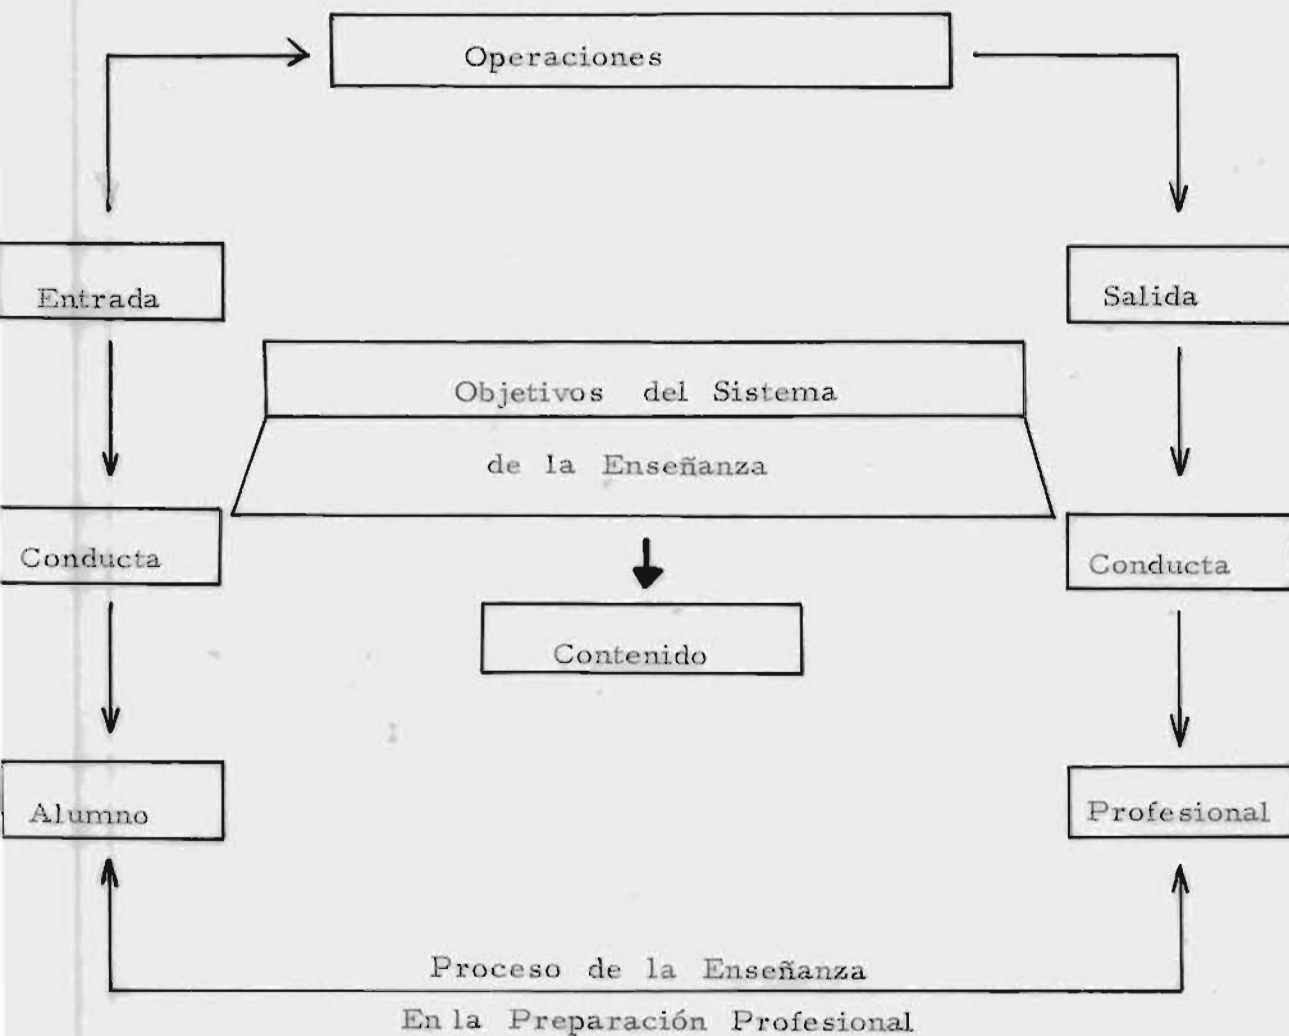 Operaciones
Entrada
Salida
Objetivos del Sistema
de la Enseñanza
Conducta
Conducta
Contenido
Alumno
Profesional
Proceso de la Enseñanza
En la Preparación Profesional